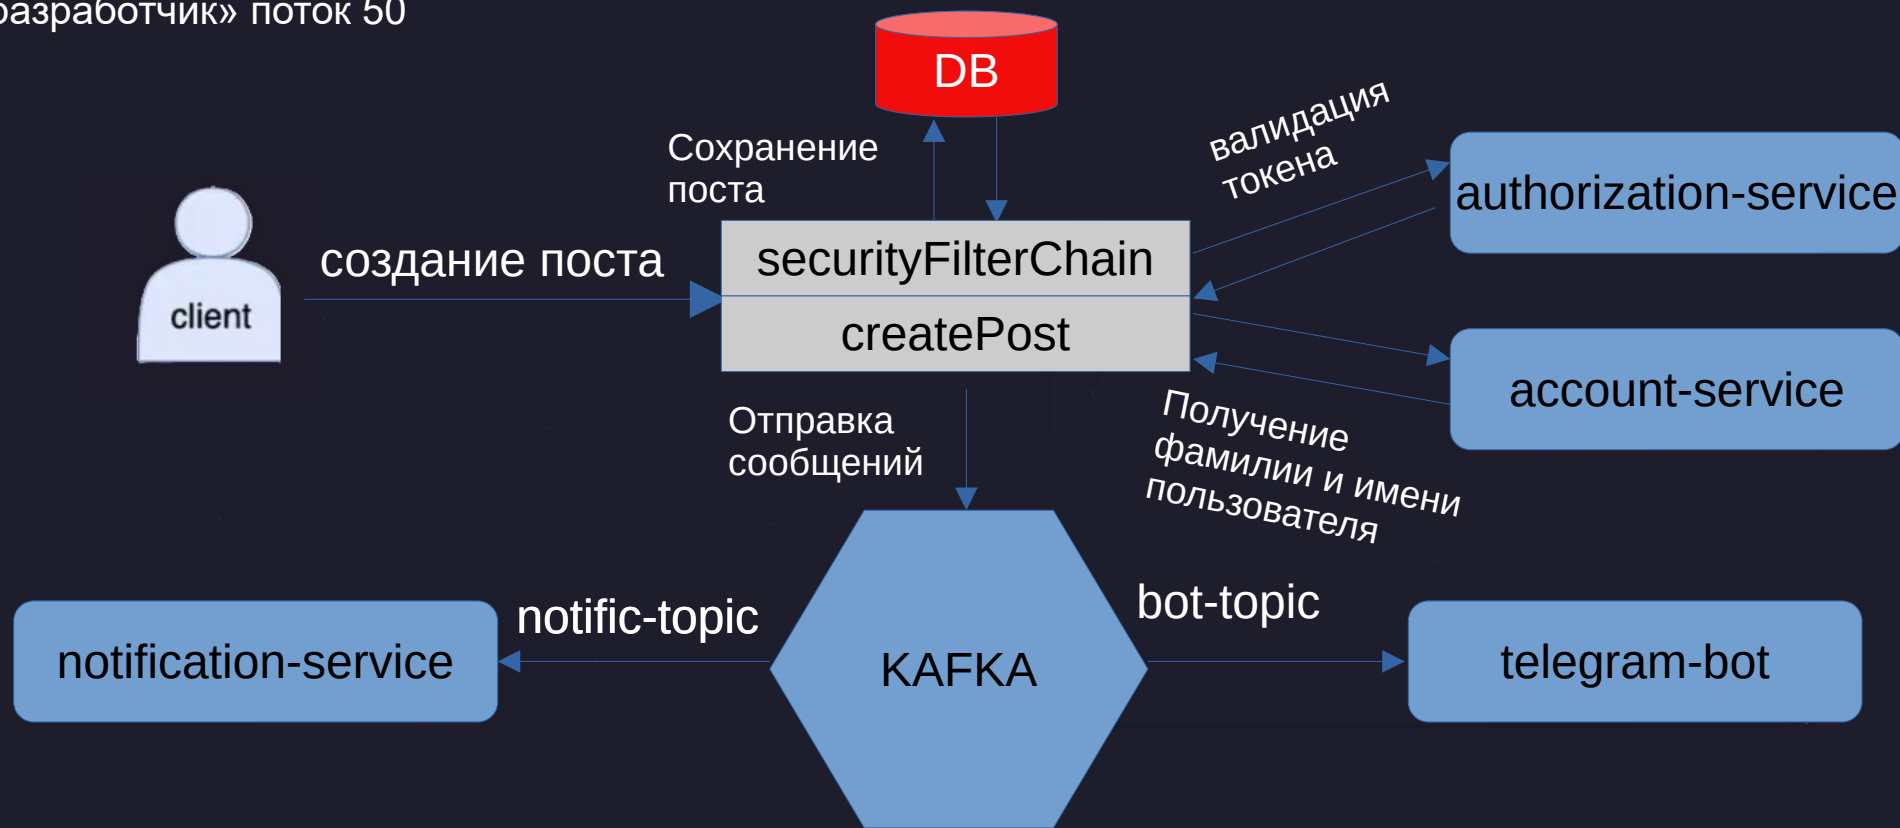 разработчик» поток 50
DB
Сохранение
поста
валидация
токена
authorization-service
client
создание поста
securityFilterChain
createPost
account-service
Отправка
сообщений
Получение
фамилии и имени
пользователя
notification-service
notific-topic
KAFKA
bot-topic
telegram-bot